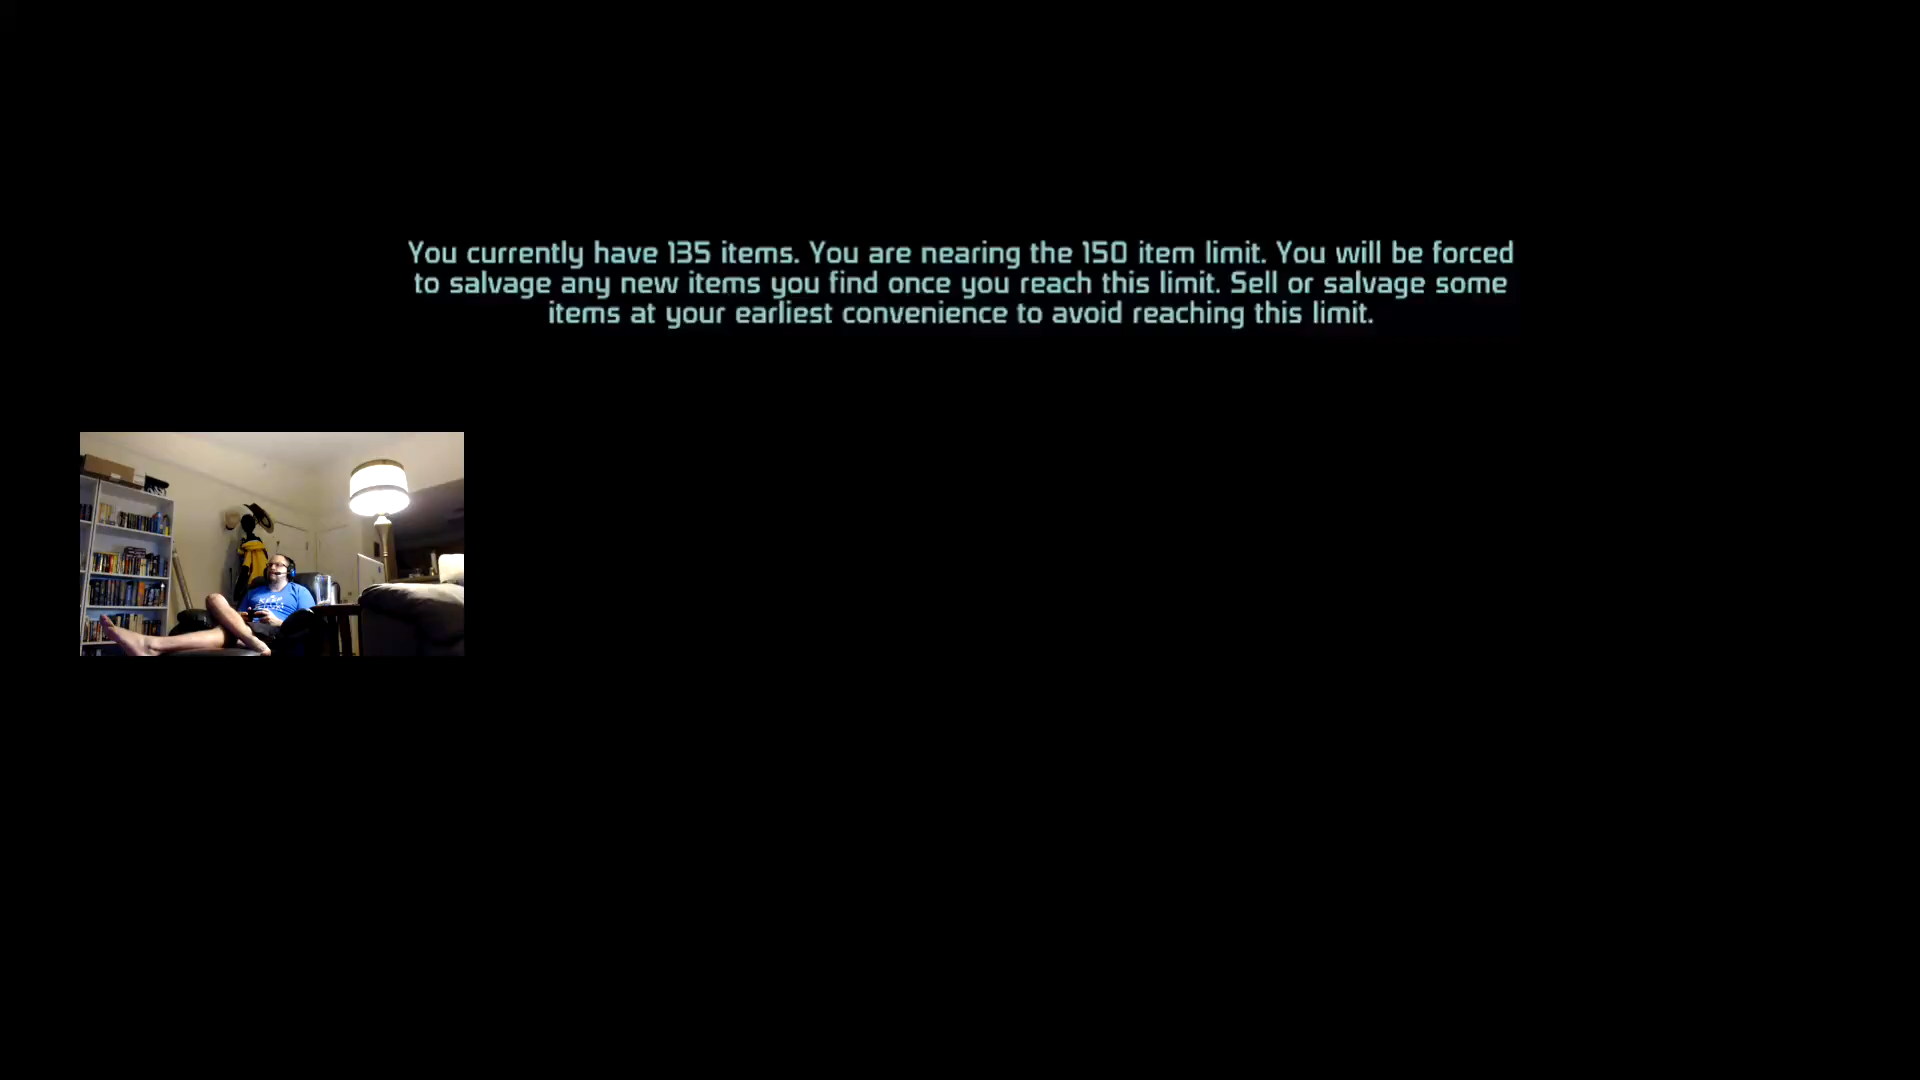 You currently have 135 items. You are nearing the 150 item limit. You will be forced
to salvage any new items you find once you reach this limit. Sell or salvage some
items at your earliest convenience to avoid reaching this limit.
KEEP